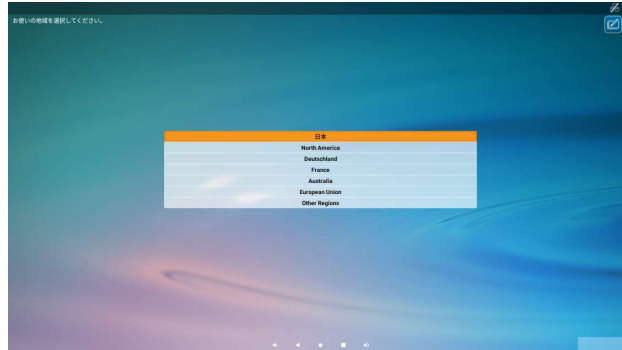 お使いの地域を選択してください。
日本
North America
Deutschland
France
Australia
European Union
Other Regions